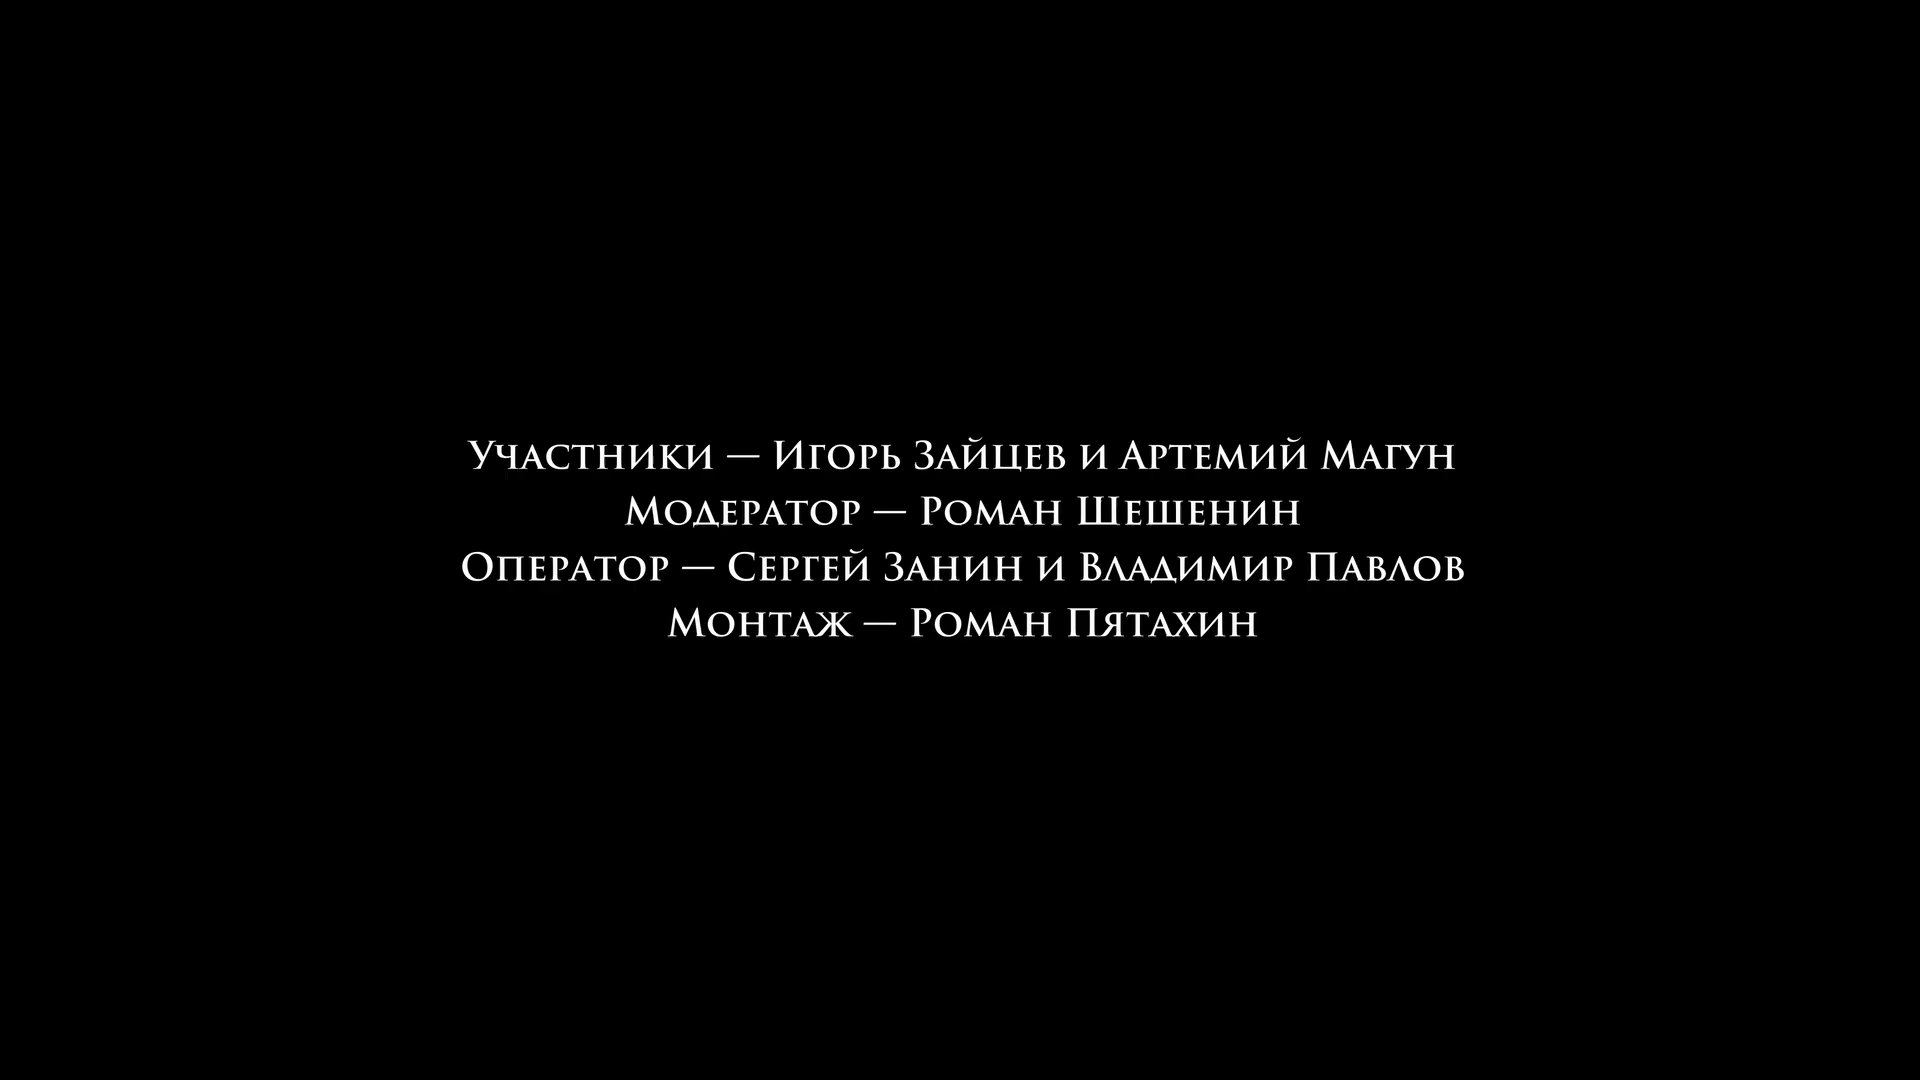 Участники — Игорь Зайцев и Артемий Магун
Модератор — Роман Шешенин
Оператор — Сергей Занин и Владимир Павлов
Монтаж — Роман Пятахин